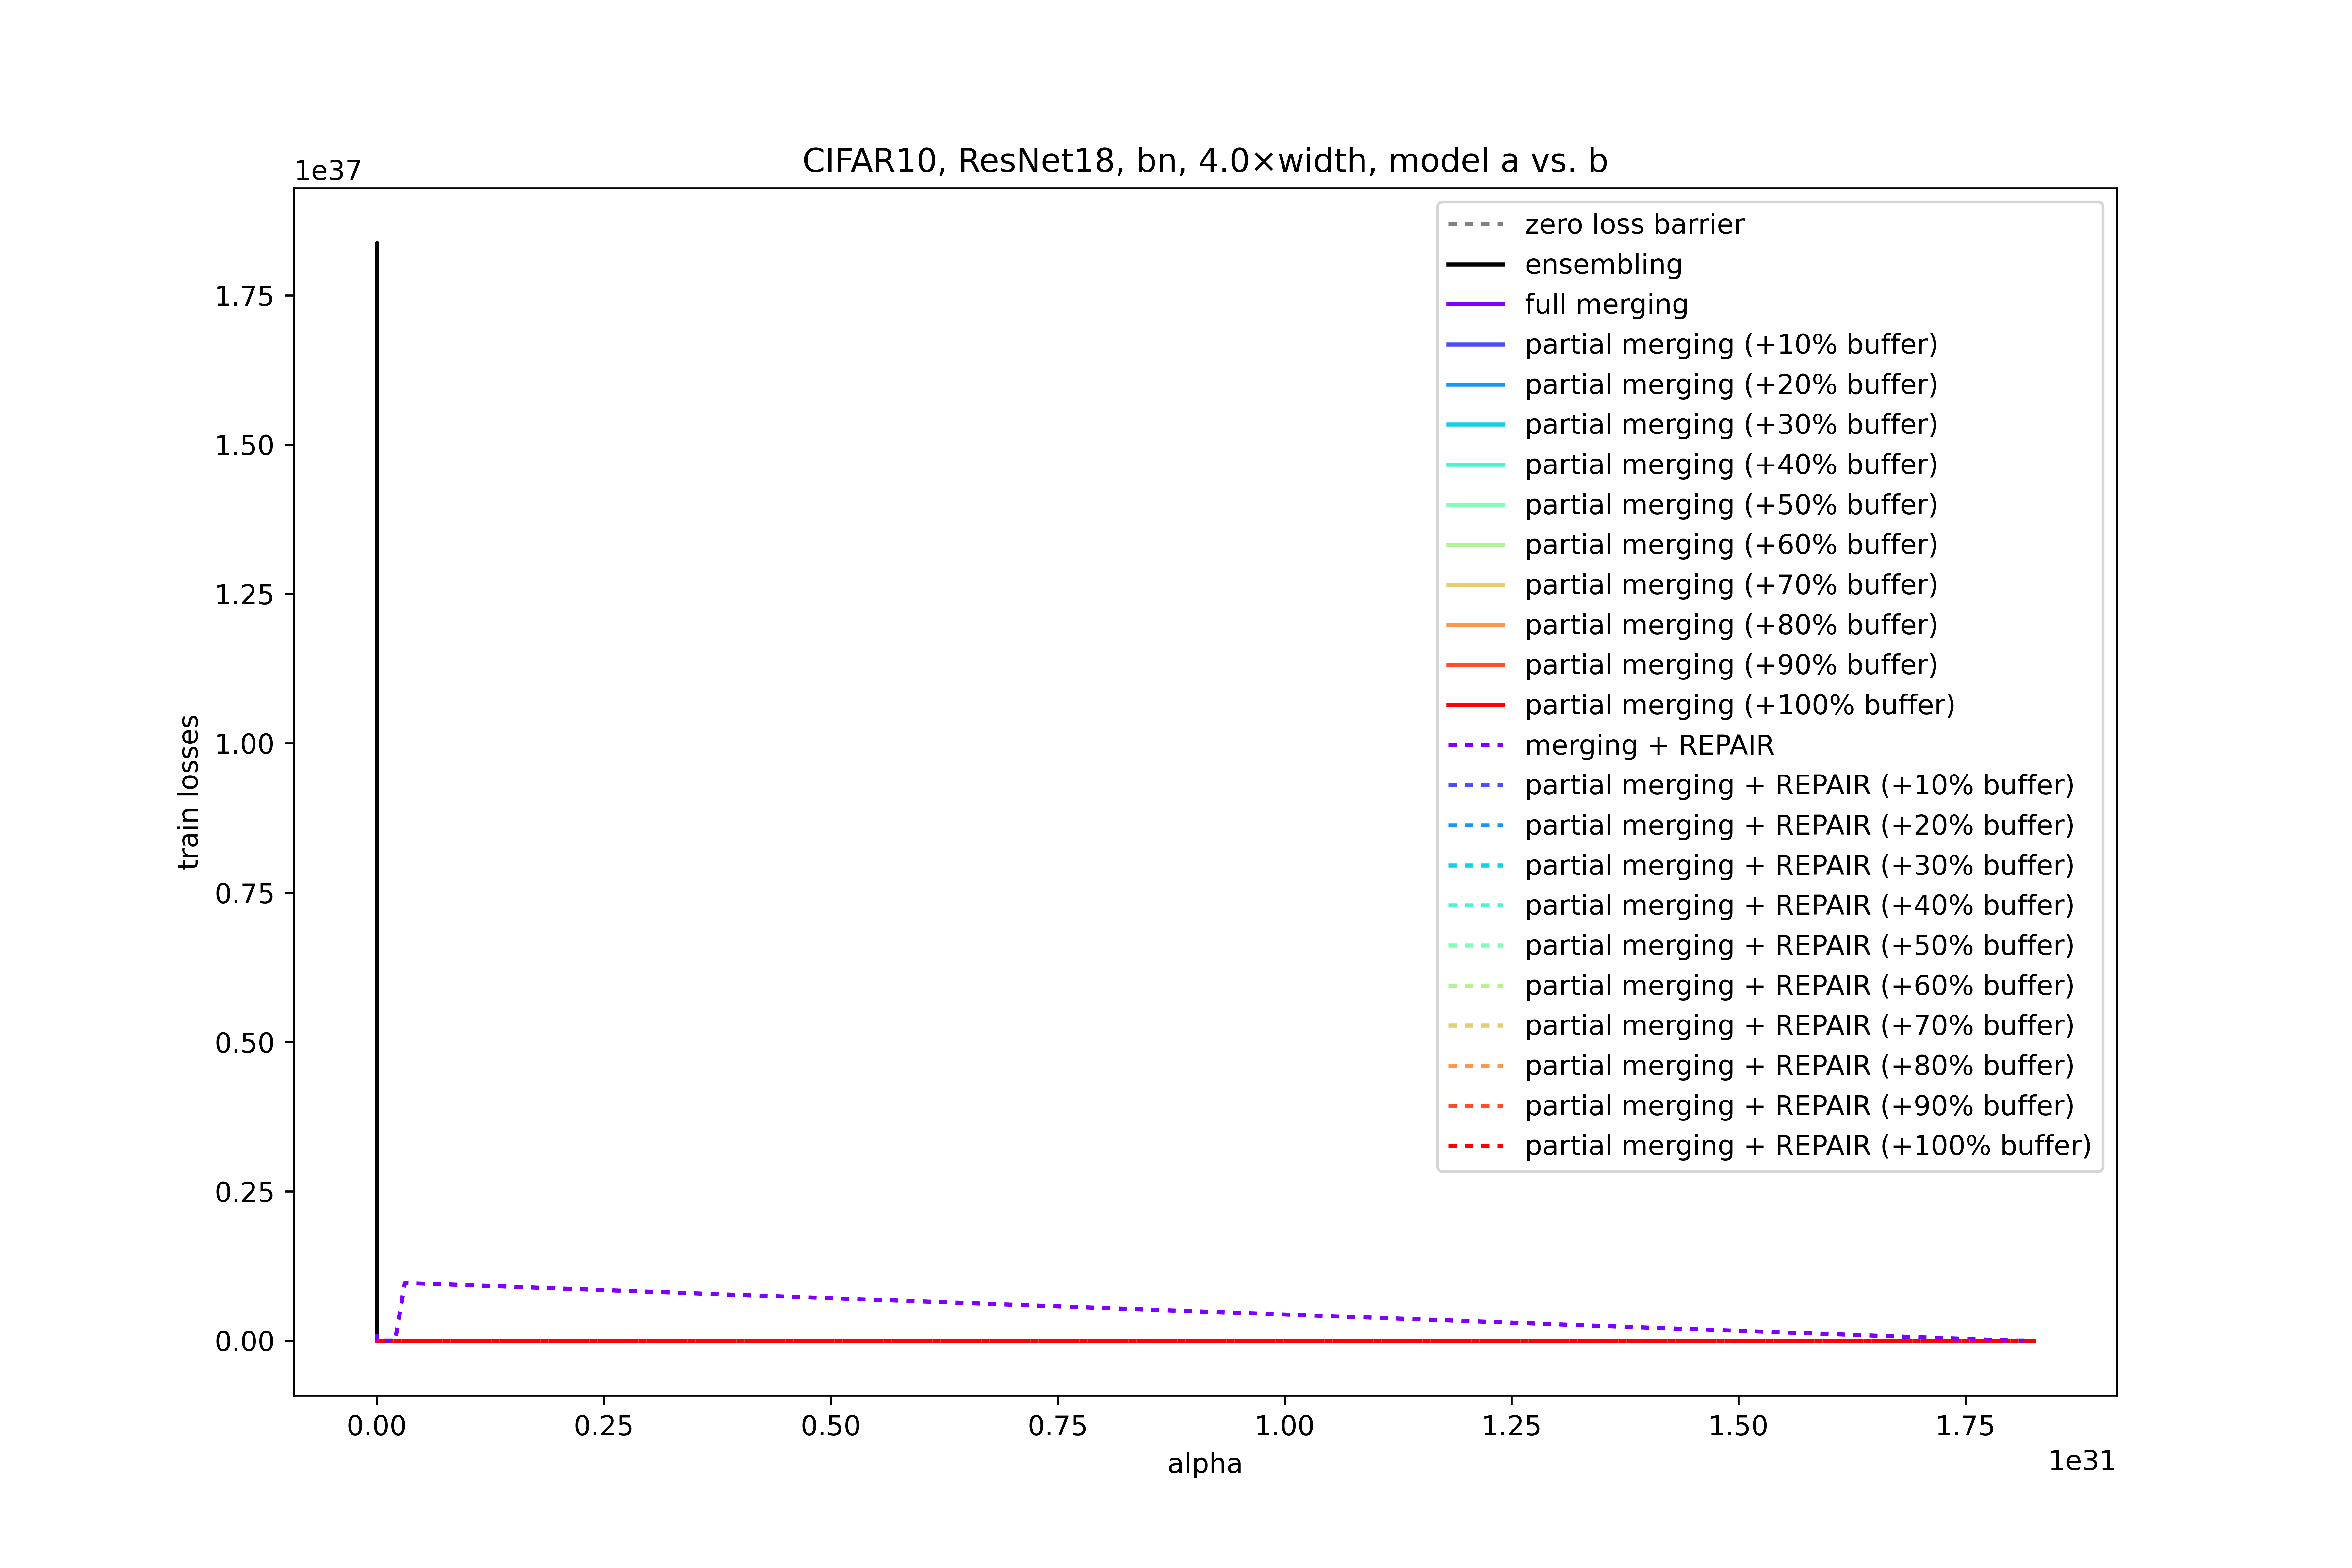 CIFAR10, ResNet18, bn, 4.0×width, model a vs. b
1e37
1.75
1.50
1.25
1.00
0.75
0.50
0.25
0.00
train losses
zero loss barrier
ensembling
full merging
partial merging (+10% buffer)
partial merging (+20% buffer)
partial merging (+30% buffer)
partial merging (+40% buffer)
partial merging (+50% buffer)
partial merging (+60% buffer)
partial merging (+70% buffer)
partial merging (+80% buffer)
partial merging (+90% buffer)
partial merging (+100% buffer)
merging + REPAIR
partial merging + REPAIR (+10% buffer)
partial merging + REPAIR (+20% buffer)
partial merging + REPAIR (+30% buffer)
partial merging + REPAIR (+40% buffer)
partial merging + REPAIR (+50% buffer)
partial merging + REPAIR (+60% buffer)
partial merging + REPAIR (+70% buffer)
partial merging + REPAIR (+80% buffer)
partial merging + REPAIR (+90% buffer)
partial merging + REPAIR (+100% buffer)
0.00 0.25 0.50 0.75 1.00 1.25 1.50 1.75
alpha
1e31